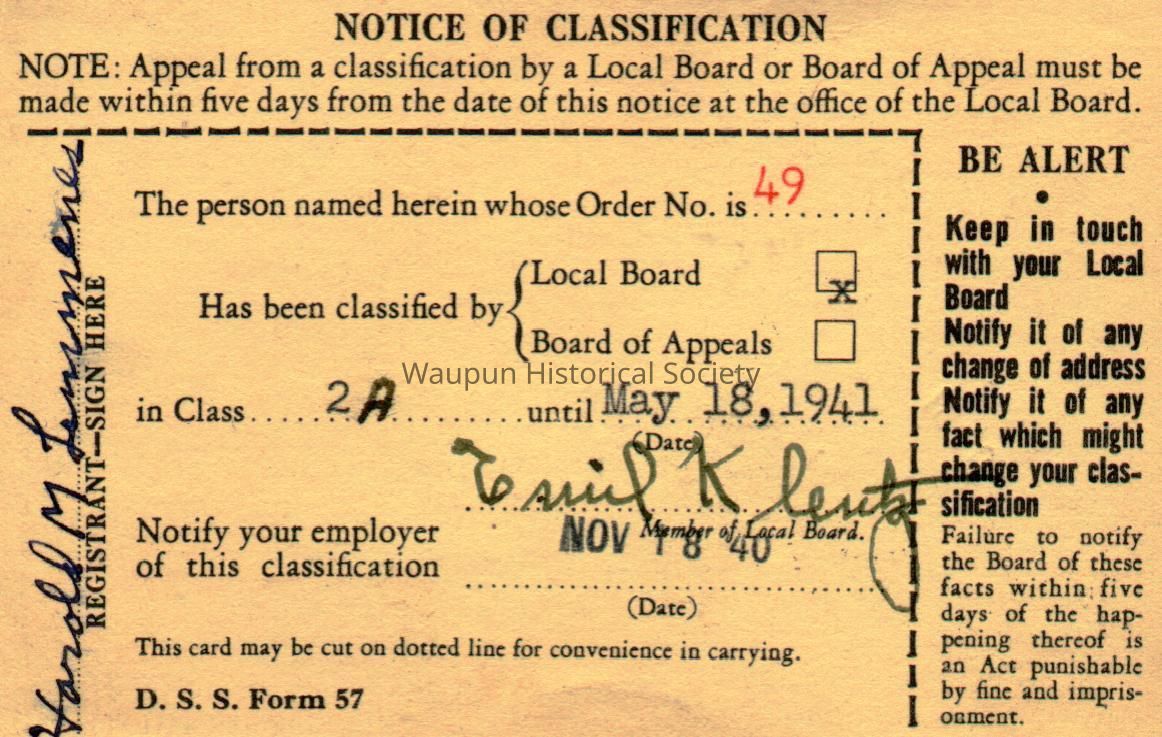 NOTICE OF CLASSIFICATION
NOTE: Appeal from a classification by a Local Board or Board of Appeal must be
made within five days from the date of this notice at the office of the Local Board.
Harold M Lemmenes
REGISTRANT—SIGN HERE
The person named herein whose Order No. is 49
Has been classified by
Local Board x
Board of Appeals
Waupun Historical Society
in Class 2A until May 18, 1941
(Date)
Emil Klentz
Member of Local Board.
NOV 18 '40
Notify your employer
of this classification
(Date)
This card may be cut on dotted line for convenience in carrying.
D. S. S. Form 57
BE ALERT
•
Keep in touch
with your Local
Board
Notify it of any
change of address
Notify it of any
fact which might
change your clas-
sification
Failure to notify
the Board of these
facts within five
days of the hap-
pening thereof is
an Act punishable
by fine and impris-
onment.